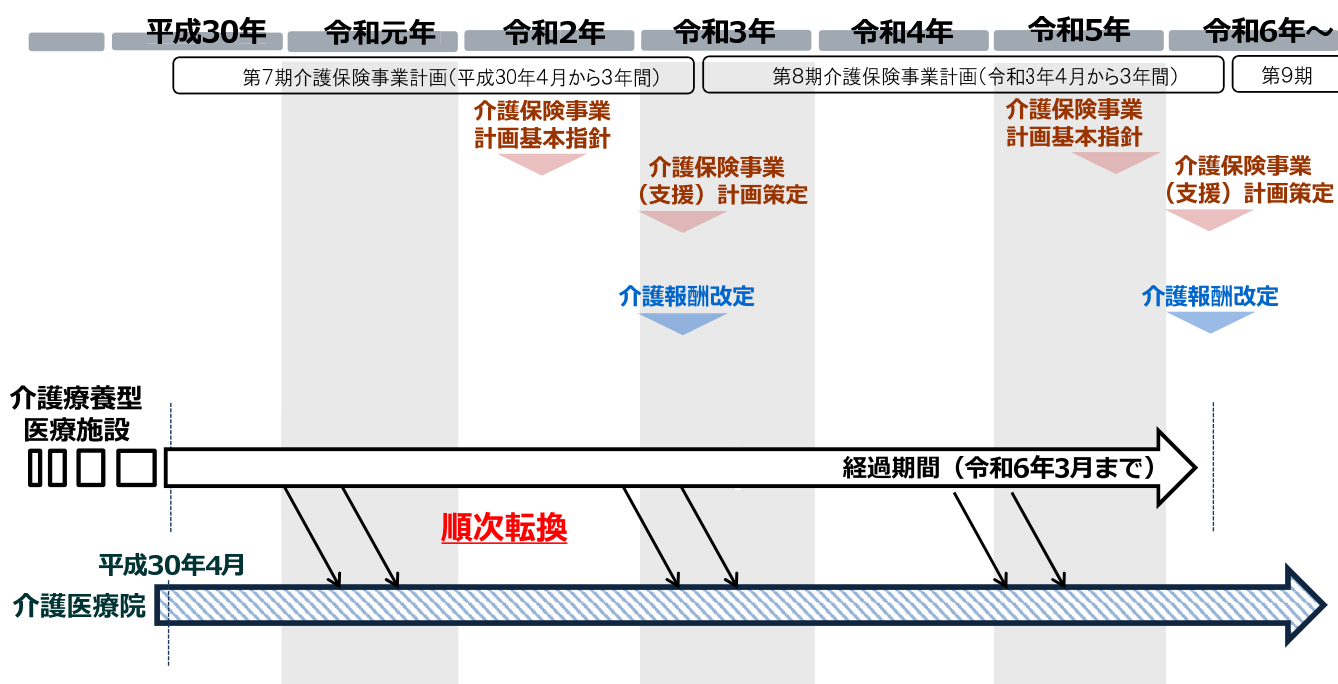 平成30年
令和元年
令和2年
令和3年
令和4年
令和5年
令和6年～
第7期介護保険事業計画(平成30年4月から3年間)
第8期介護保険事業計画(令和3年4月から3年間)
第9期
介護保険事業
計画基本指針
介護保険事業
（支援）計画策定
介護保険事業
計画基本指針
介護保険事業
（支援）計画策定
介護報酬改定
介護報酬改定
介護療養型
医療施設
経過期間（令和6年3月まで）
順次転換
平成30年4月
介護医療院